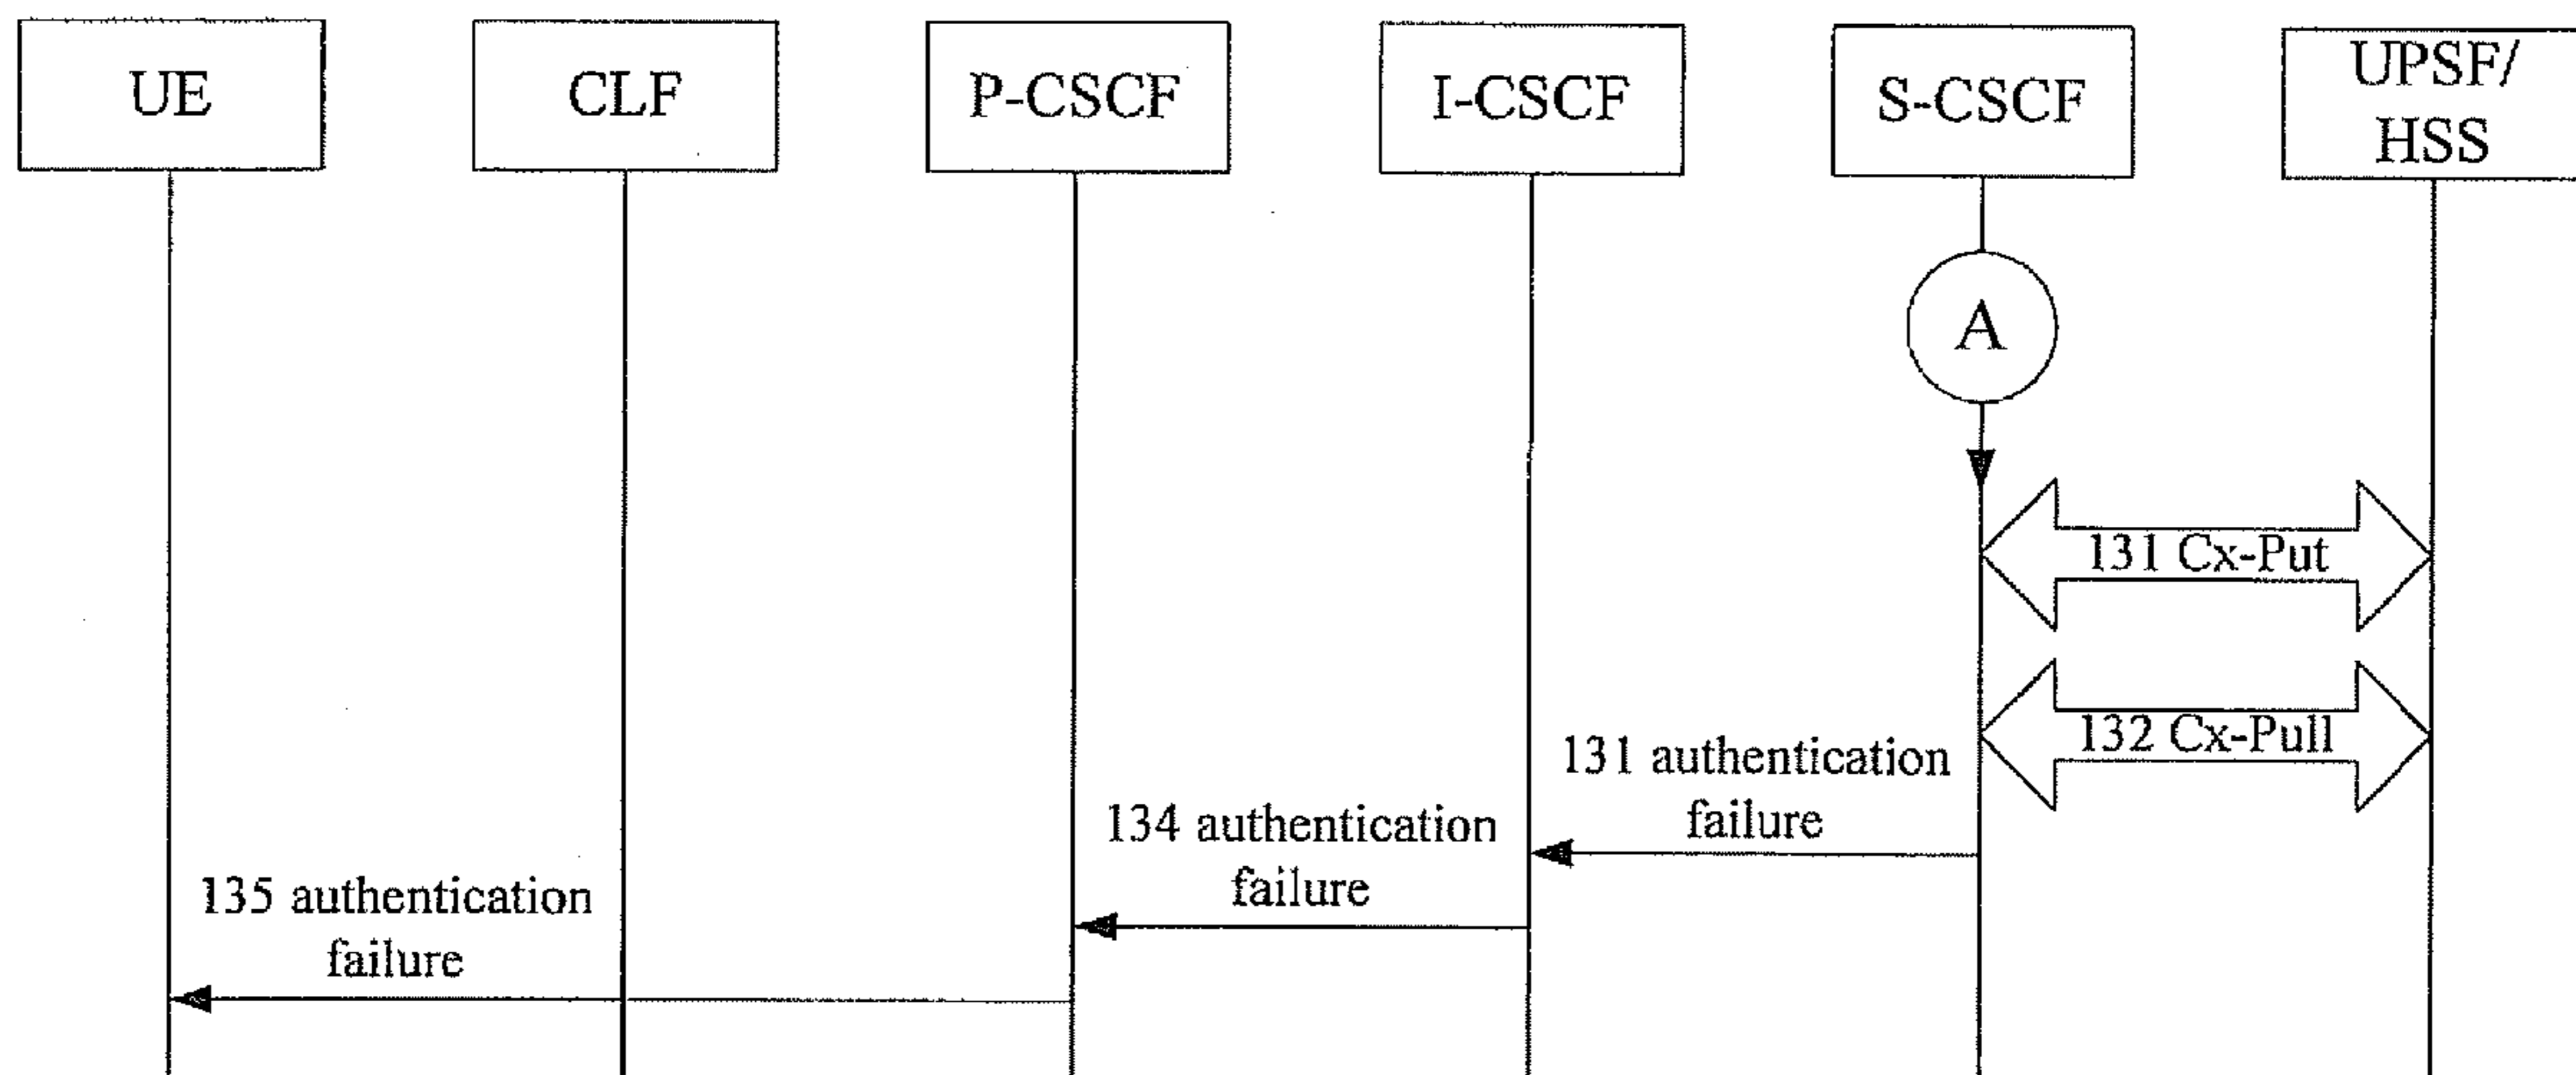 UE
CLF
P-CSCF
I-CSCF
S-CSCF
UPSF/
HSS
A
131 Cx-Put
132 Cx-Pull
131 authentication
failure
134 authentication
failure
135 authentication
failure